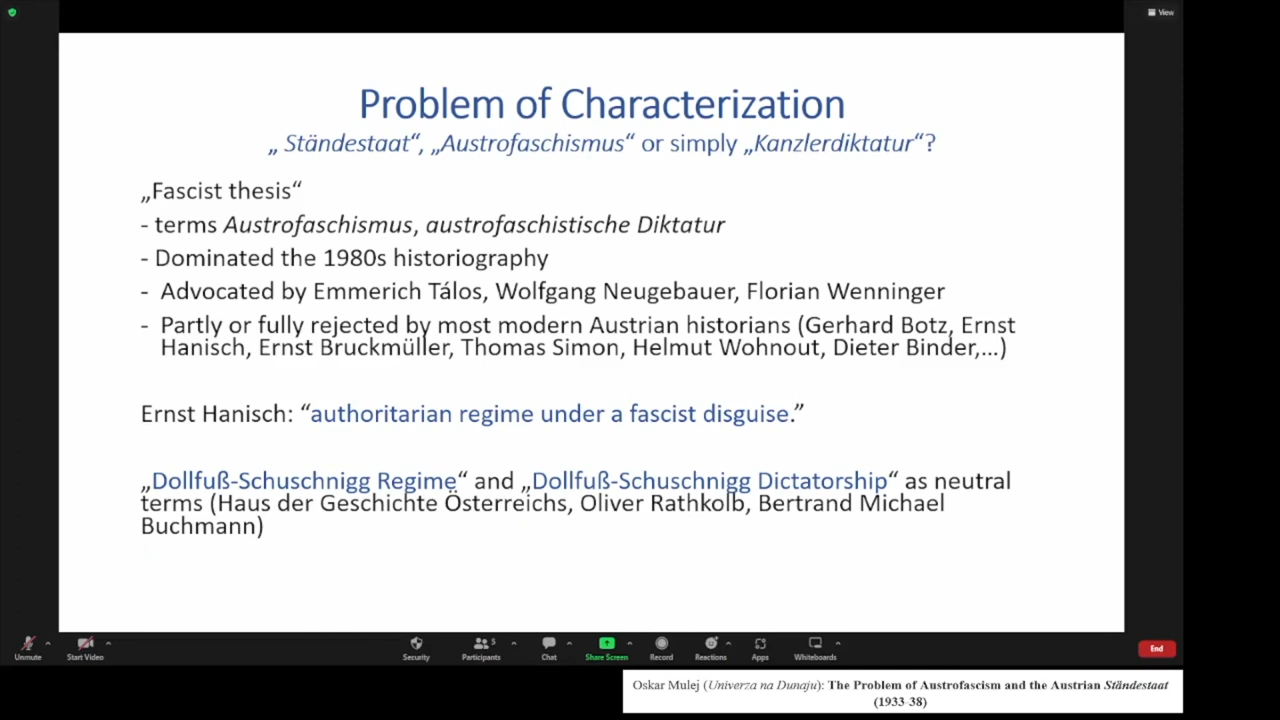 View
Problem of Characterization
„ Ständestaat“, „Austrofaschismus“ or simply „Kanzlerdiktatur“?
„Fascist thesis“
- terms Austrofaschismus, austrofaschistische Diktatur
- Dominated the 1980s historiography
- Advocated by Emmerich Tálos, Wolfgang Neugebauer, Florian Wenninger
- Partly or fully rejected by most modern Austrian historians (Gerhard Botz, Ernst
Hanisch, Ernst Bruckmüller, Thomas Simon, Helmut Wohnout, Dieter Binder,…)
Ernst Hanisch: “authoritarian regime under a fascist disguise.”
„Dollfuß-Schuschnigg Regime“ and „Dollfuß-Schuschnigg Dictatorship“ as neutral
terms (Haus der Geschichte Österreichs, Oliver Rathkolb, Bertrand Michael
Buchmann)
Unmute Start Video Security Participants 5 Chat Share Screen Record Reactions Apps Whiteboards End
Oskar Mulej (Univerza na Dunaju): The Problem of Austrofascism and the Austrian Ständestaat
(1933-38)